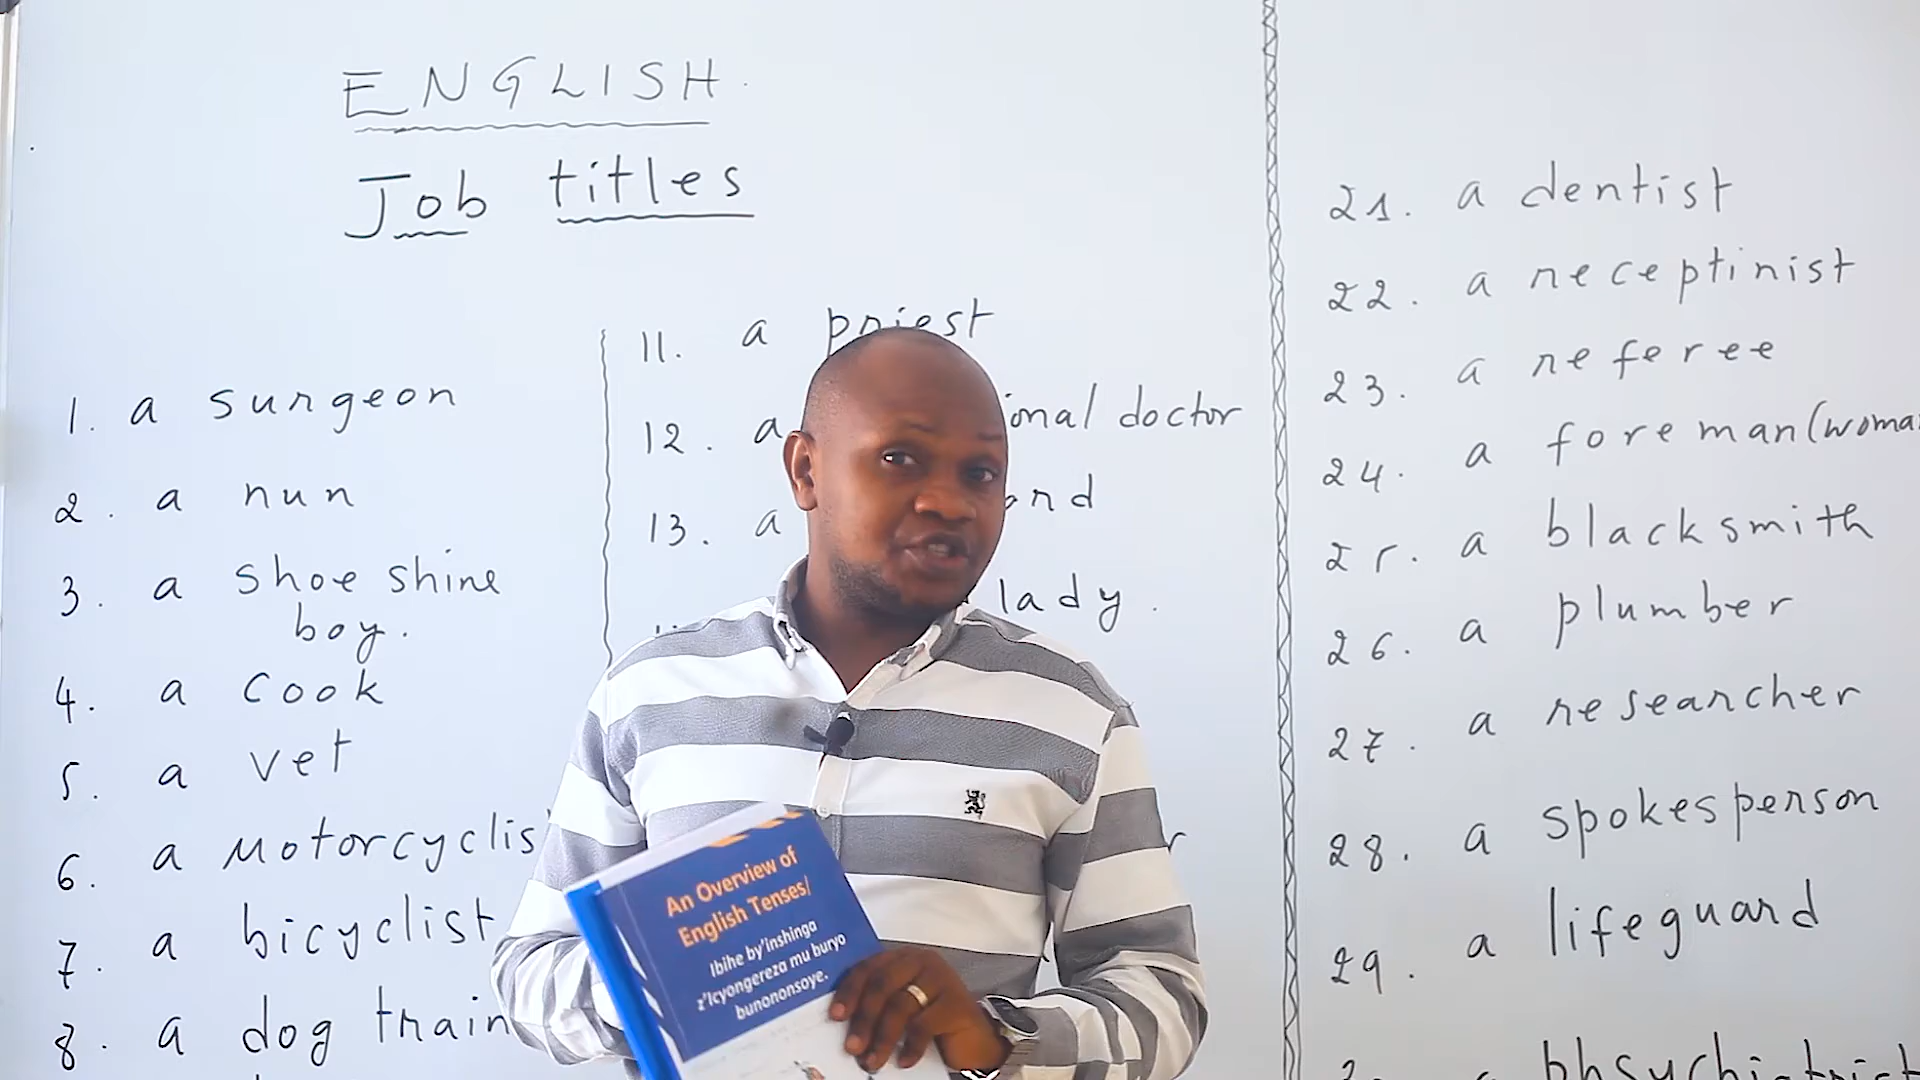 ENGLISH.
Job titles
1. a surgeon
2. a nun
3. a shoe shine
boy.
4. a cook
5. a vet
6. a motorcyclis
7. a bicyclist
8. a dog train
11. a priest
12. a onal doctor
13. a
lady.
21. a dentist
22. a receptinist
23. a referee
24. a foreman (woma
25. a blacksmith
26. a plumber
27. a researcher
28. a spokesperson
29. a lifeguard
a phsychiatrist
An Overview of
English Tenses/
Ibihe by'inshinga
z'Icyongereza mu buryo
bunononsoye.